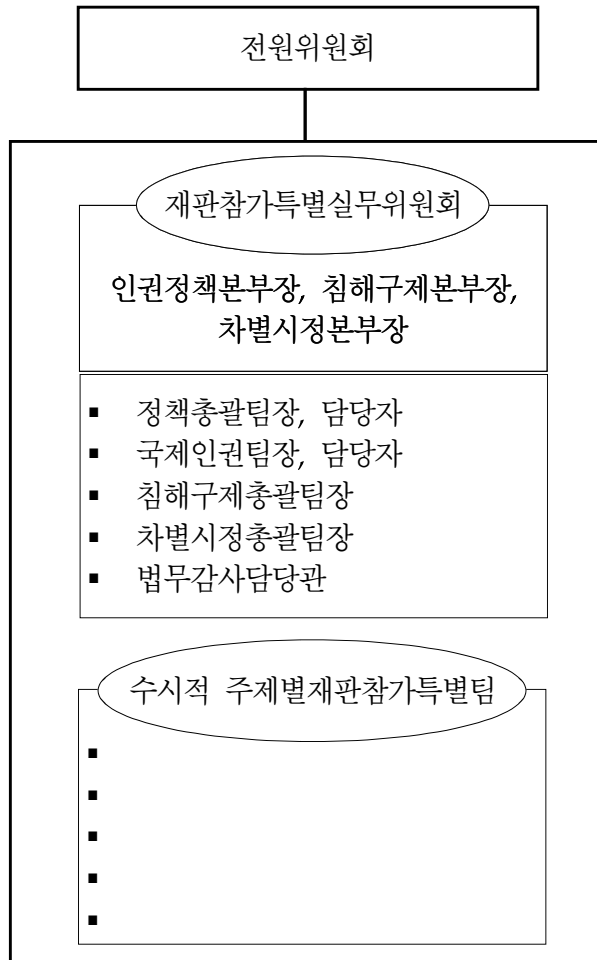 전원위원회
재판참가특별실무위원회
인권정책본부장, 침해구제본부장,
차별시정본부장
▪ 정책총괄팀장, 담당자
▪ 국제인권팀장, 담당자
▪ 침해구제총괄팀장
▪ 차별시정총괄팀장
▪ 법무감사담당관
수시적 주제별재판참가특별팀
▪
▪
▪
▪
▪